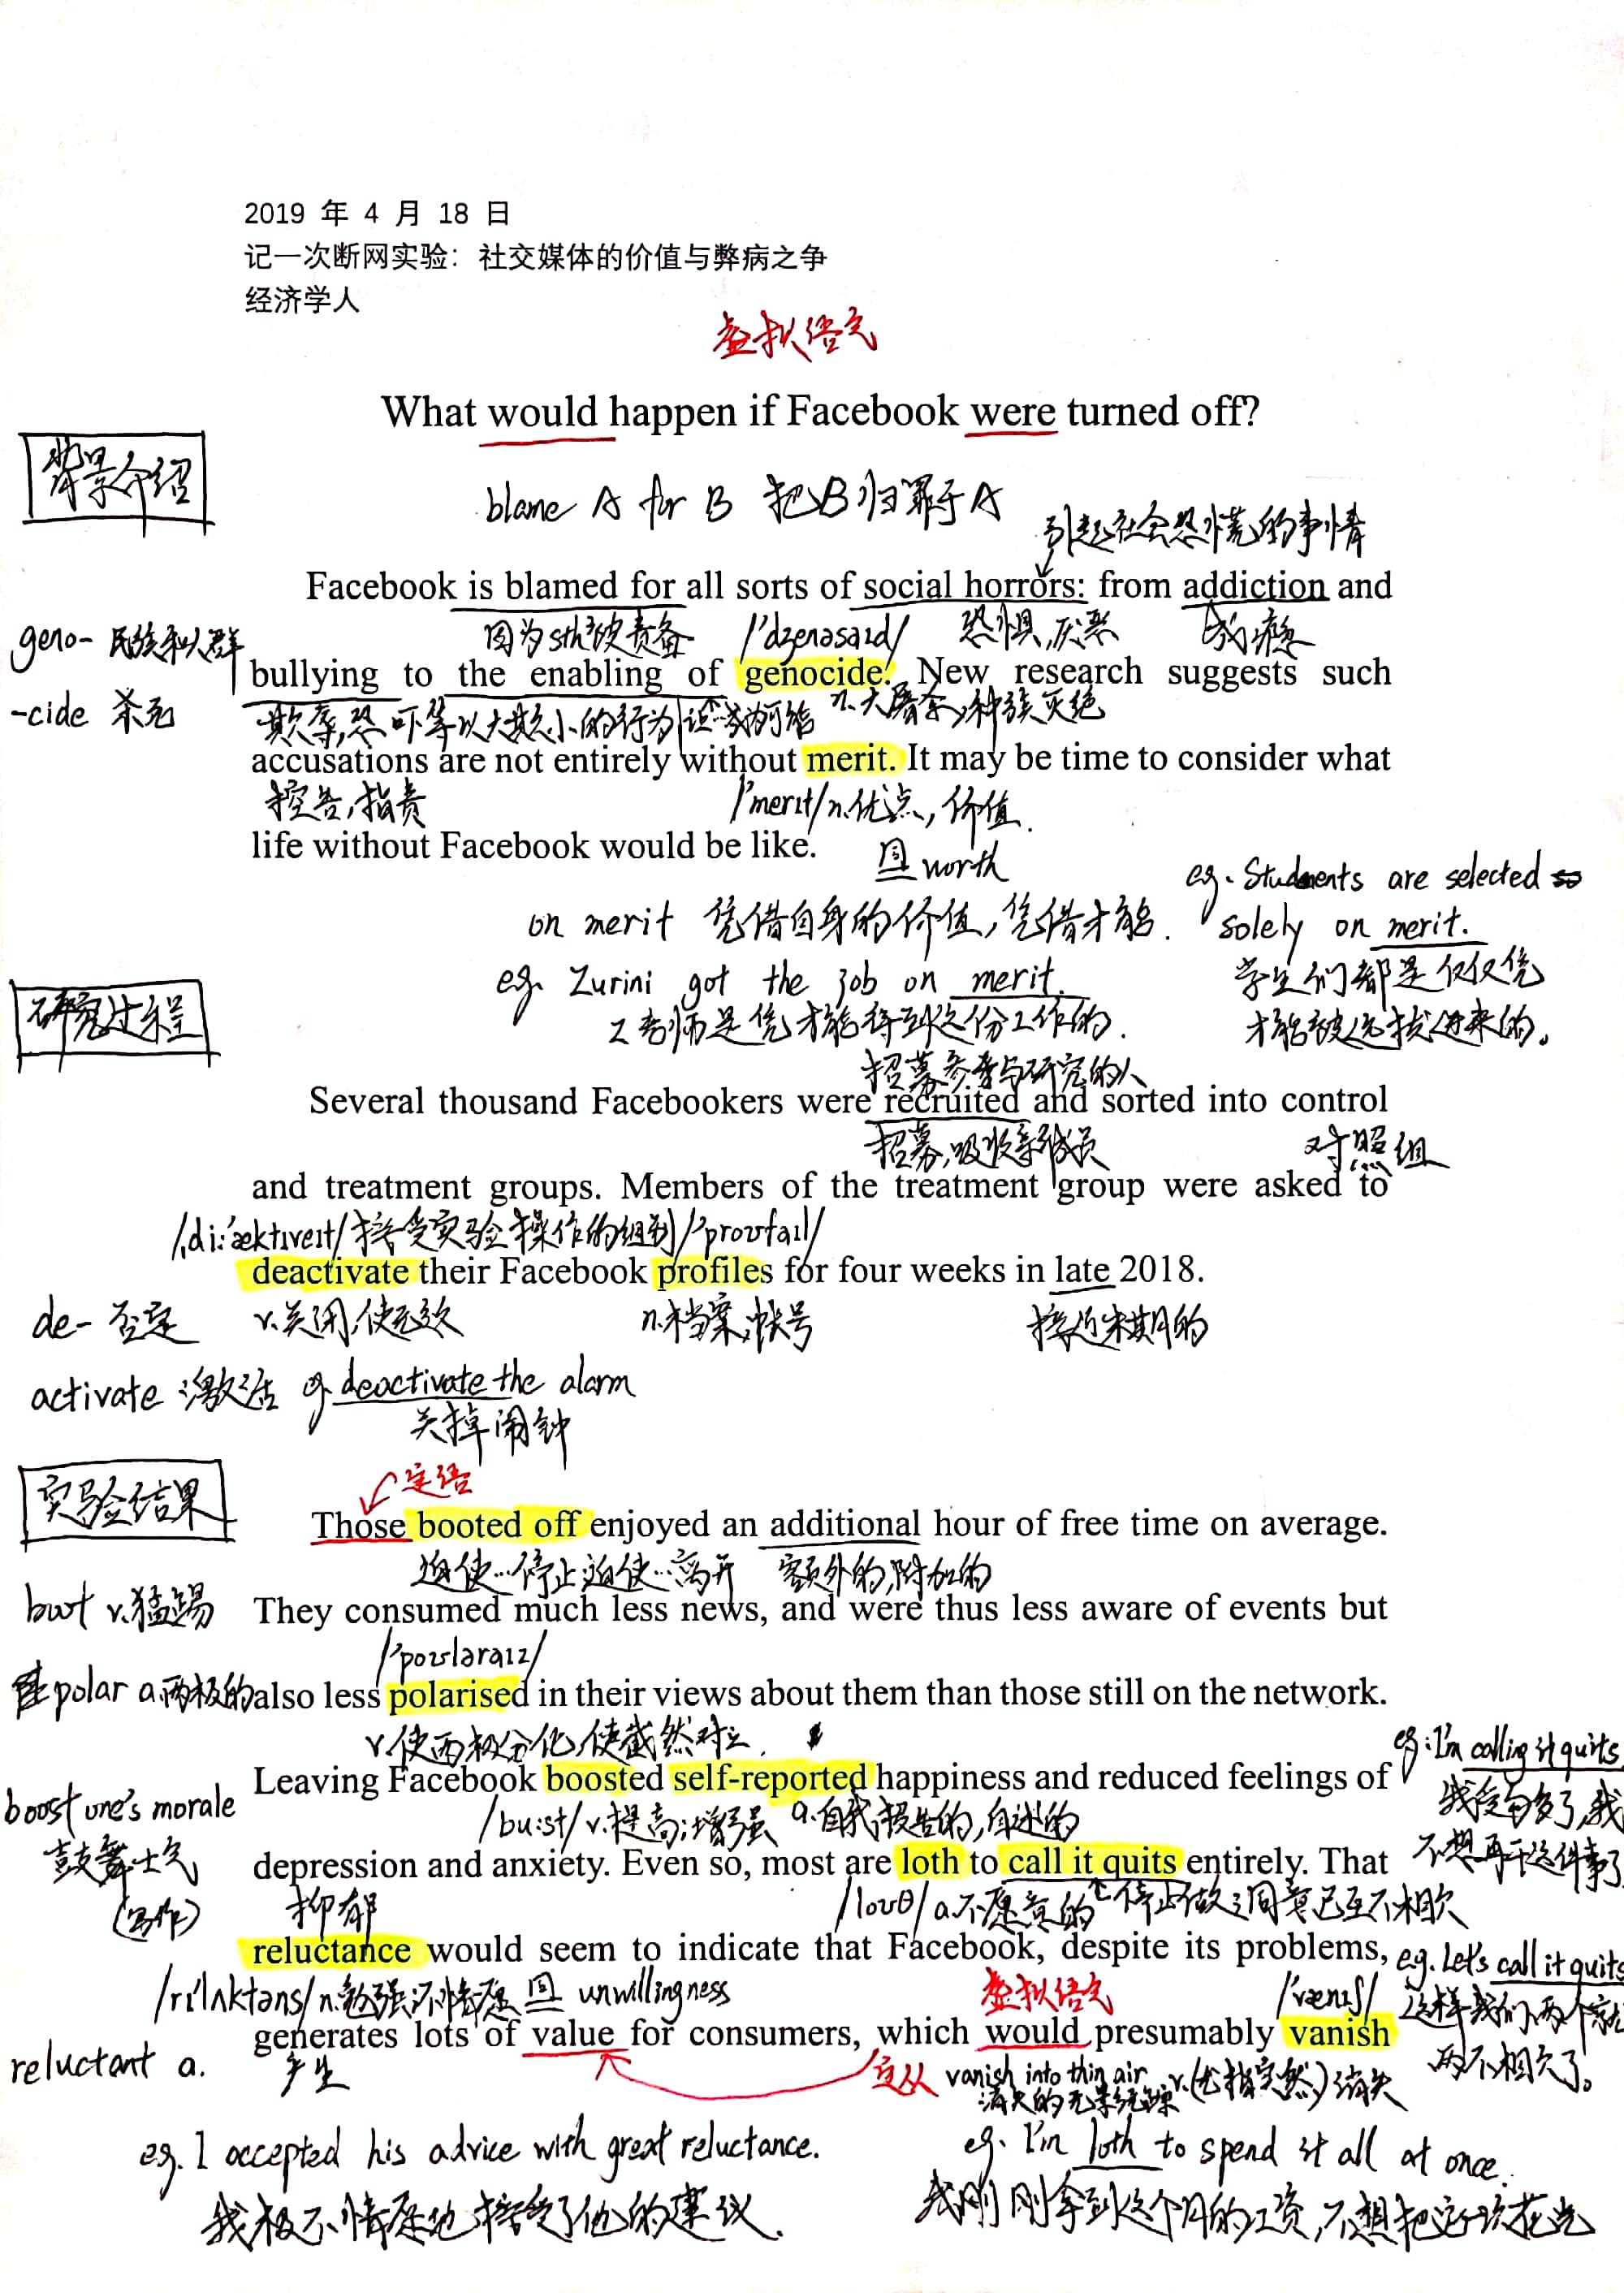 2019 年 4 月 18 日
记一次断网实验：社交媒体的价值与弊病之争
经济学人
虚拟语气
What would happen if Facebook were turned off?
背景介绍
blame A for B 把B归罪于A
引起社会恐慌的事情
Facebook is blamed for all sorts of social horrors: from addiction and
geno- 民族和人群
因为sth被责备 /'dʒenəsaɪd/ 恐惧,厌恶 成瘾
bullying to the enabling of genocide. New research suggests such
-cide 杀死
欺辱,恐吓等以大欺小的行为 让…成为可能 n.大屠杀,种族灭绝
accusations are not entirely without merit. It may be time to consider what
控告,指责 /'merɪt/n.优点,价值.
life without Facebook would be like.
同 worth
eg. Students are selected
on merit 凭借自身的价值,凭借才能. solely on merit.
eg. Zurini got the job on merit. 学生们都是仅仅凭
Z老师是凭才能得到这份工作的. 才能被选拔进来的。
研究过程
招募参与研究的人
Several thousand Facebookers were recruited and sorted into control
招募,吸收新成员 对照组
and treatment groups. Members of the treatment group were asked to
/ˌdiː'æktɪveɪt/ 接受实验操作的组别 /'proʊfaɪl/
deactivate their Facebook profiles for four weeks in late 2018.
de- 否定 v.关闭,使无效 n.档案,帐号 接近末期的
activate 激活 eg. deactivate the alarm
关掉闹钟
实验结果
定语
Those booted off enjoyed an additional hour of free time on average.
迫使…停止 迫使…离开 额外的,附加的
boot v.猛踢
They consumed much less news, and were thus less aware of events but
/'poʊləraɪz/
polar a.两极的
also less polarised in their views about them than those still on the network.
v.使两极分化,使截然对立.
eg: I'm calling it quits
Leaving Facebook boosted self-reported happiness and reduced feelings of
boost one's morale /buːst/ v.提高;增强 a.自我报告的,自述的 我受够多了,我
鼓舞士气 不想再干这件事了
depression and anxiety. Even so, most are loth to call it quits entirely. That
(写作) 抑郁 /loʊθ/ a.不愿意的 停止做;同意已互不相欠
reluctance would seem to indicate that Facebook, despite its problems,
eg. Let's call it quits
/rɪ'lʌktəns/ n.勉强;不情愿 同 unwillingness 虚拟语气 /'vænɪʃ/ 这样我们两个就
generates lots of value for consumers, which would presumably vanish
两不相欠了。
reluctant a. 产生 定从 vanish into thin air v.(尤指突然)消失
消失的无影无踪
eg. I accepted his advice with great reluctance. eg. I'm loth to spend it all at once.
我极不情愿地接受了他的建议. 我刚刚拿到这个月的工资,不想把它该花光